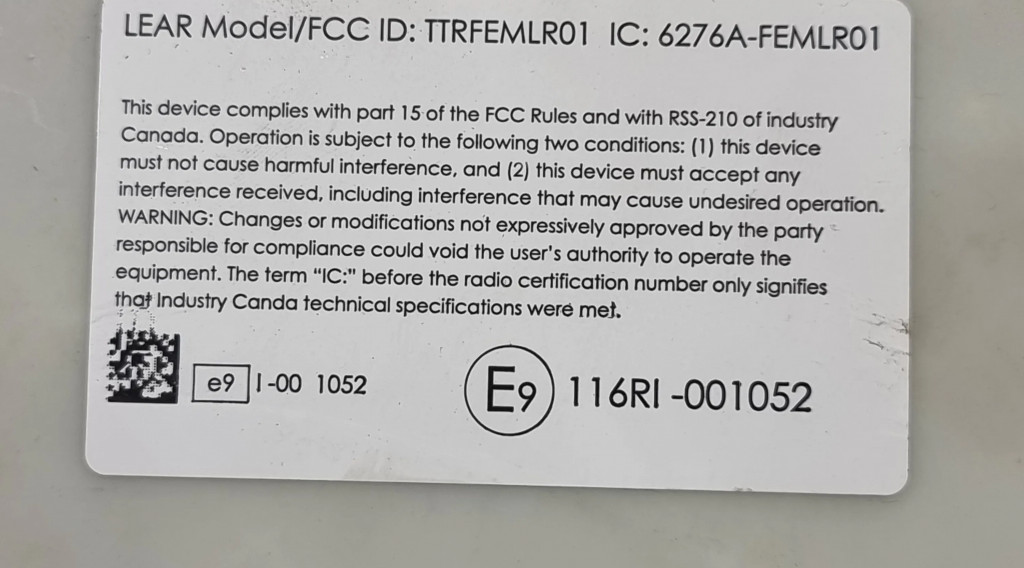 LEAR Model/FCC ID: TTRFEMLR01 IC: 6276A-FEMLR01
This device complies with part 15 of the FCC Rules and with RSS-210 of industry
Canada. Operation is subject to the following two conditions: (1) this device
must not cause harmful interference, and (2) this device must accept any
interference received, including interference that may cause undesired operation.
WARNING: Changes or modifications not expressively approved by the party
responsible for compliance could void the user's authority to operate the
equipment. The term "IC:" before the radio certification number only signifies
that Industry Canda technical specifications were met.
e9 I-00 1052
E9 116RI -001052